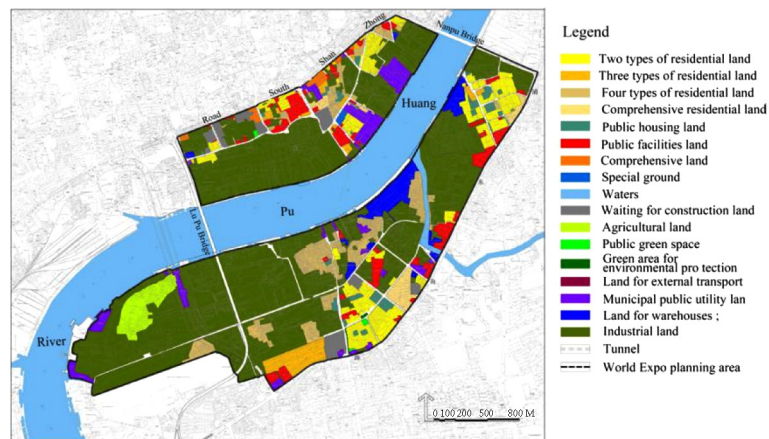 Nanpu Bridge
Zhong
Shan
South
Road
Huang
Pu
Lu Pu Bridge
River
0 100 200 500 800 M
Legend
Two types of residential land
Three types of residential land
Four types of residential land
Comprehensive residential land
Public housing land
Public facilities land
Comprehensive land
Special ground
Waters
Waiting for construction land
Agricultural land
Public green space
Green area for
environmental pro tection
Land for external transport
Municipal public utility lan
Land for warehouses ;
Industrial land
Tunnel
World Expo planning area